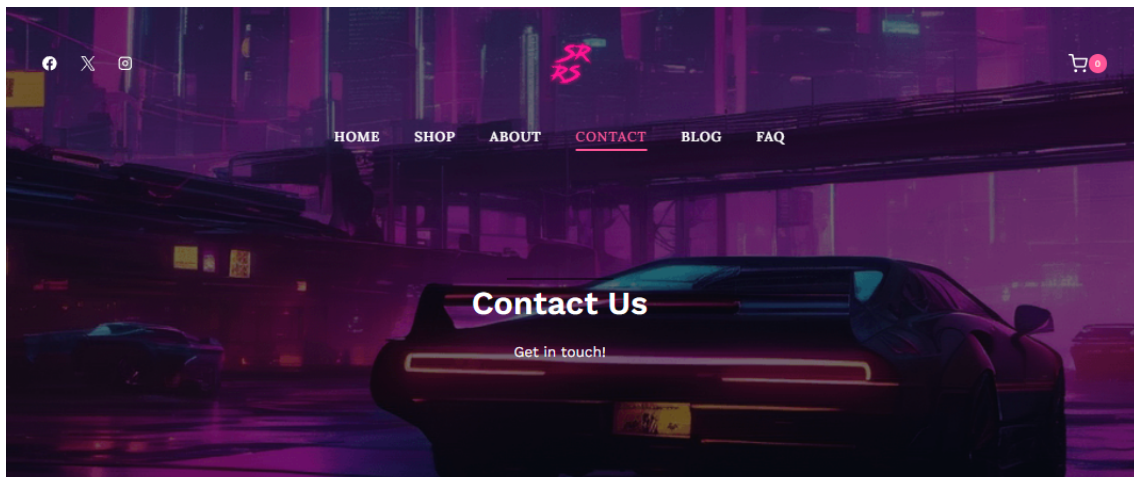 SR
RS
0
HOME SHOP ABOUT CONTACT BLOG FAQ
Contact Us
Get in touch!